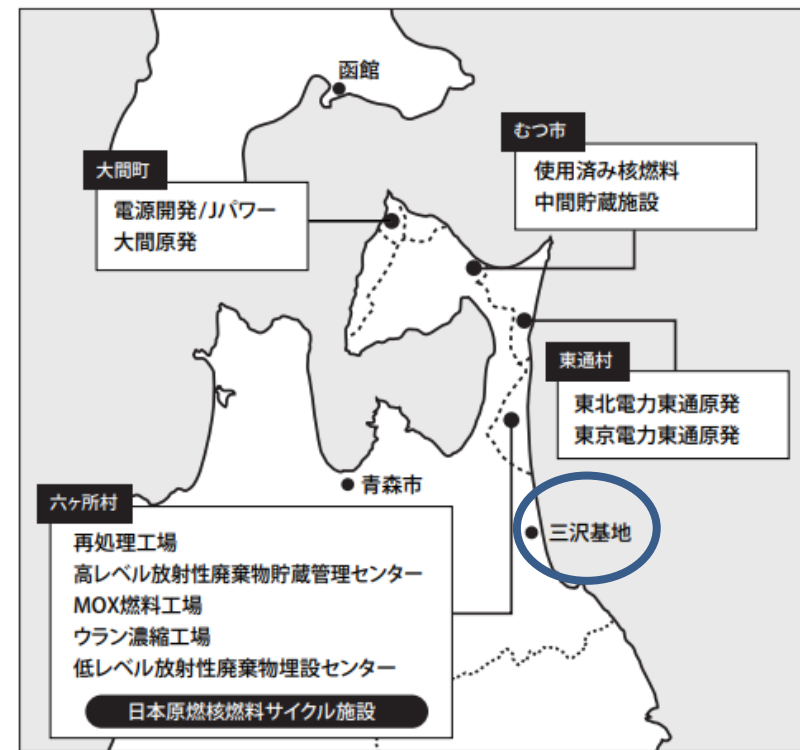 函館
むつ市
使用済み核燃料
中間貯蔵施設
大間町
電源開発/Jパワー
大間原発
東通村
東北電力東通原発
東京電力東通原発
青森市
三沢基地
六ヶ所村
再処理工場
高レベル放射性廃棄物貯蔵管理センター
MOX燃料工場
ウラン濃縮工場
低レベル放射性廃棄物埋設センター
日本原燃核燃料サイクル施設